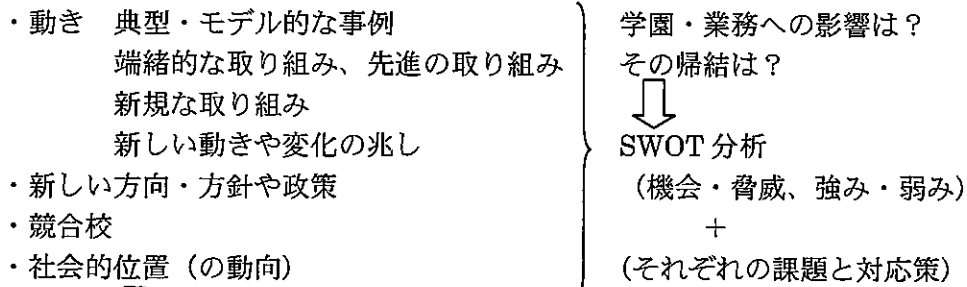 ・動き　典型・モデル的な事例
端緒的な取り組み、先進の取り組み
新規な取り組み
新しい動きや変化の兆し
・新しい方向・方針や政策
・競合校
・社会的位置（の動向）
学園・業務への影響は？
その帰結は？
SWOT 分析
（機会・脅威、強み・弱み）
＋
（それぞれの課題と対応策）